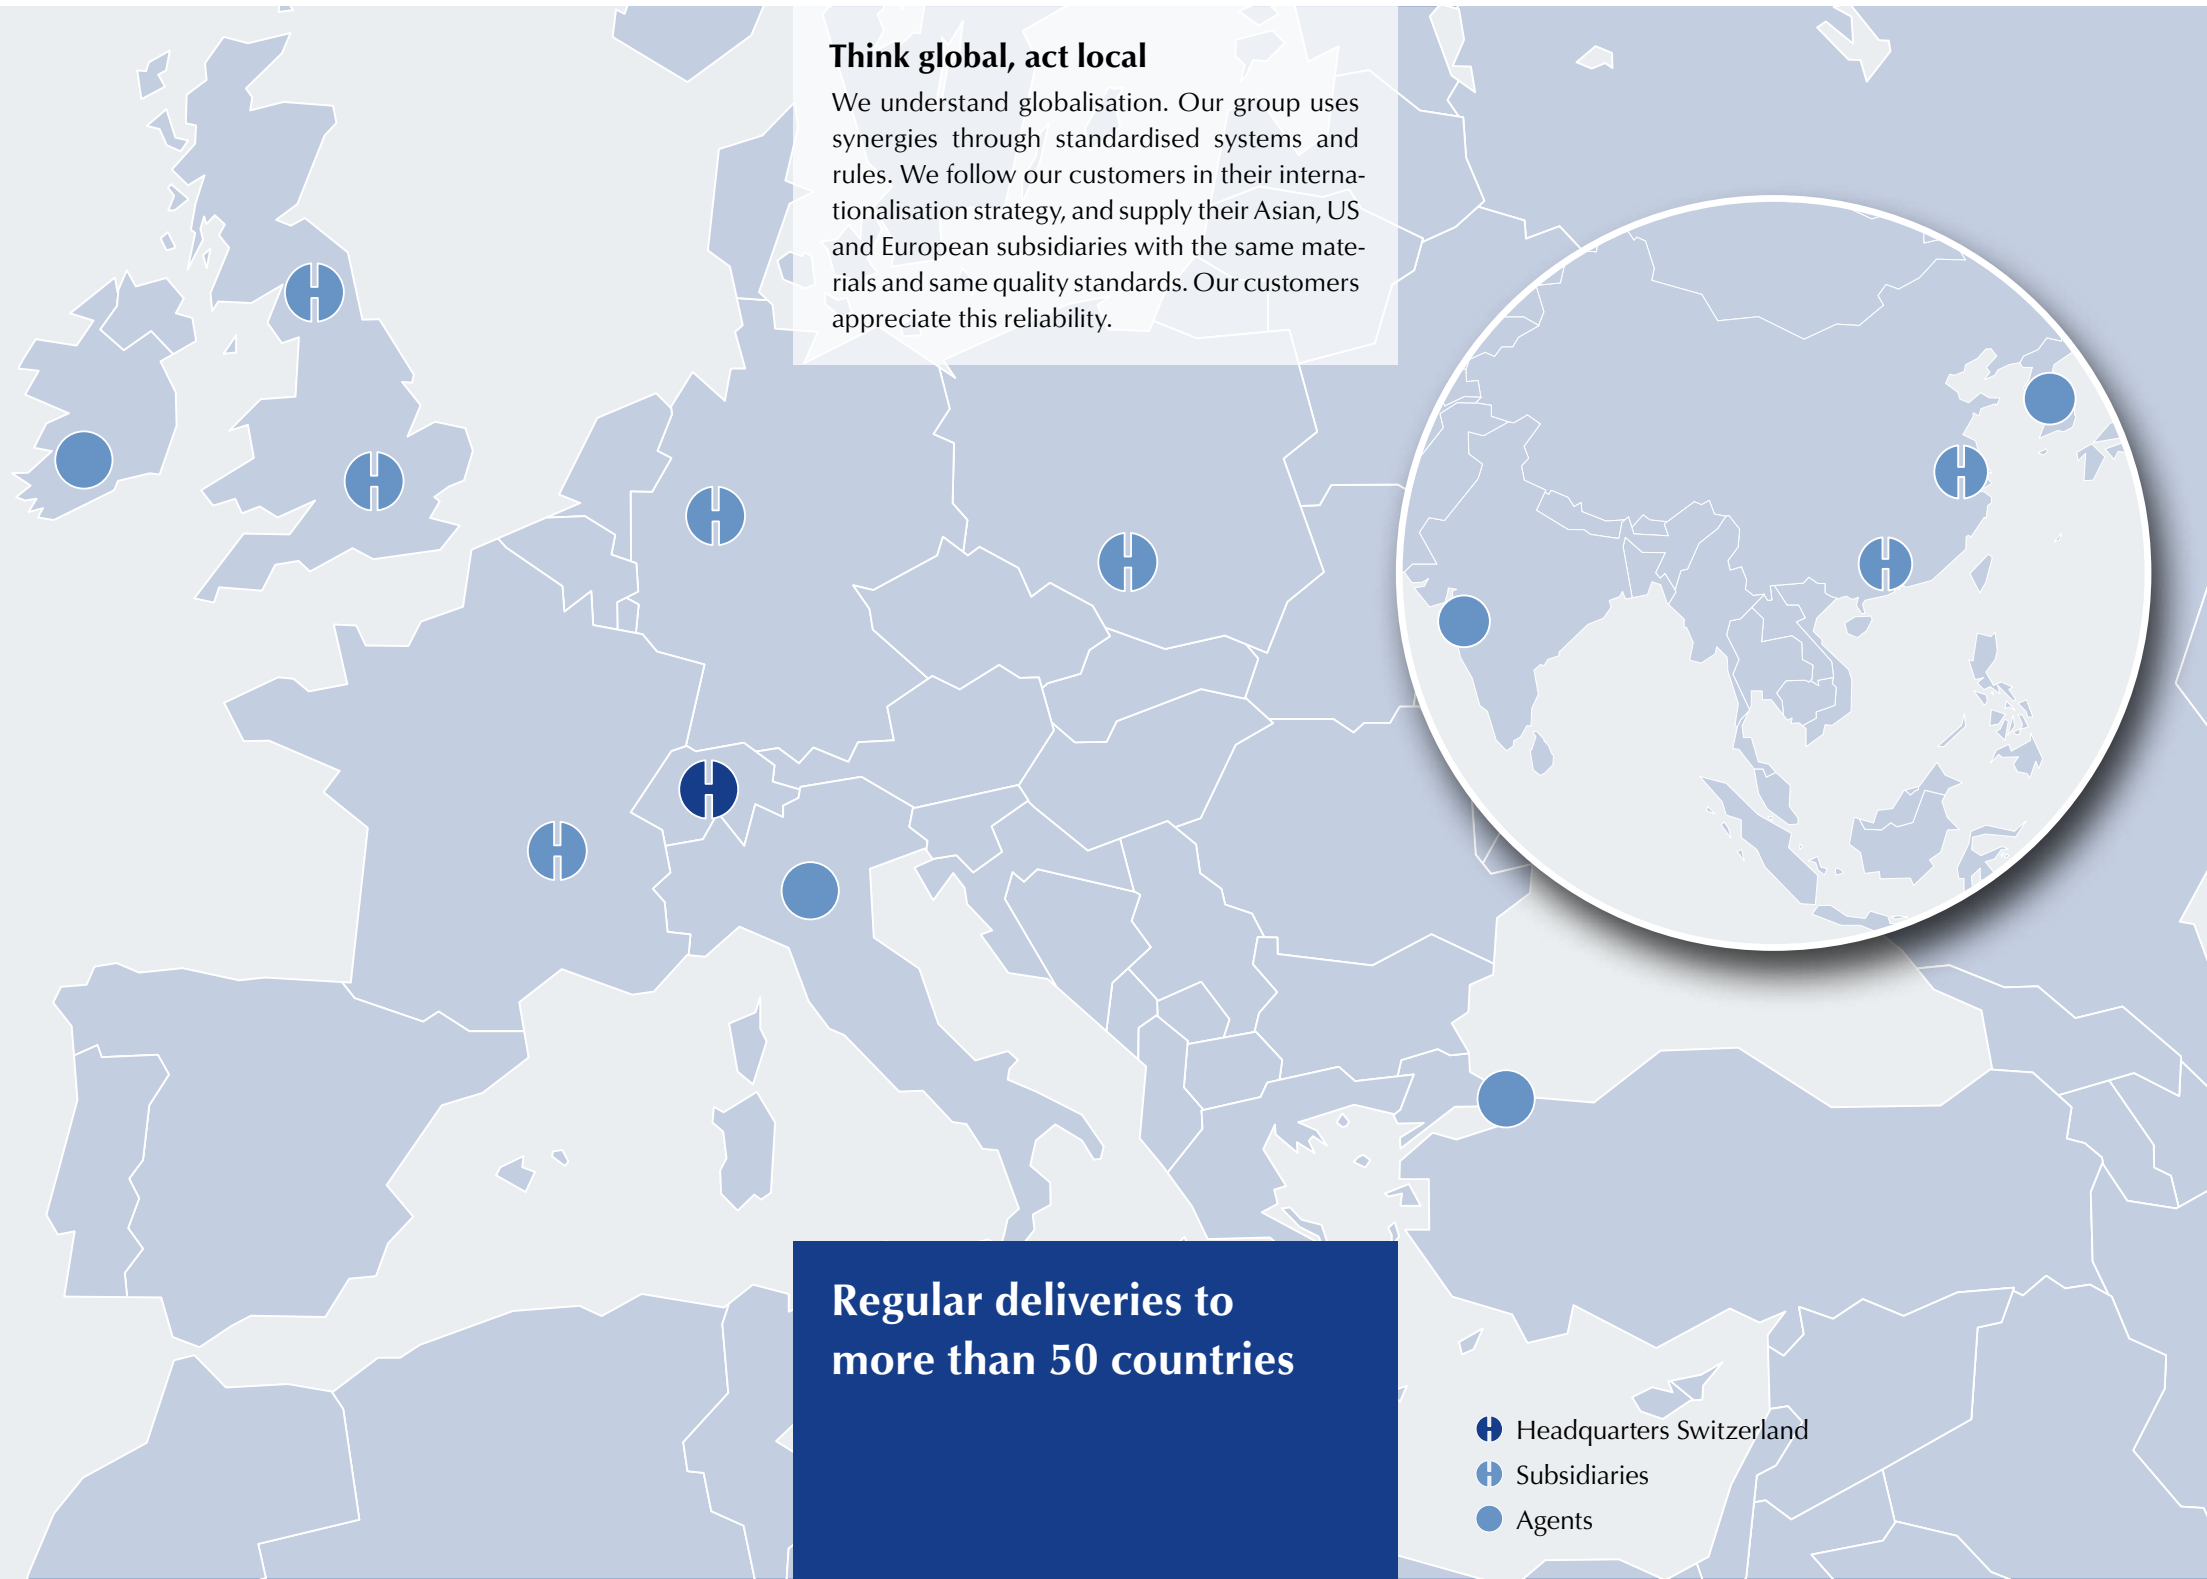 Think global, act local
We understand globalisation. Our group uses
synergies through standardised systems and
rules. We follow our customers in their interna-
tionalisation strategy, and supply their Asian, US
and European subsidiaries with the same mate-
rials and same quality standards. Our customers
appreciate this reliability.
Regular deliveries to
more than 50 countries
Headquarters Switzerland
Subsidiaries
Agents